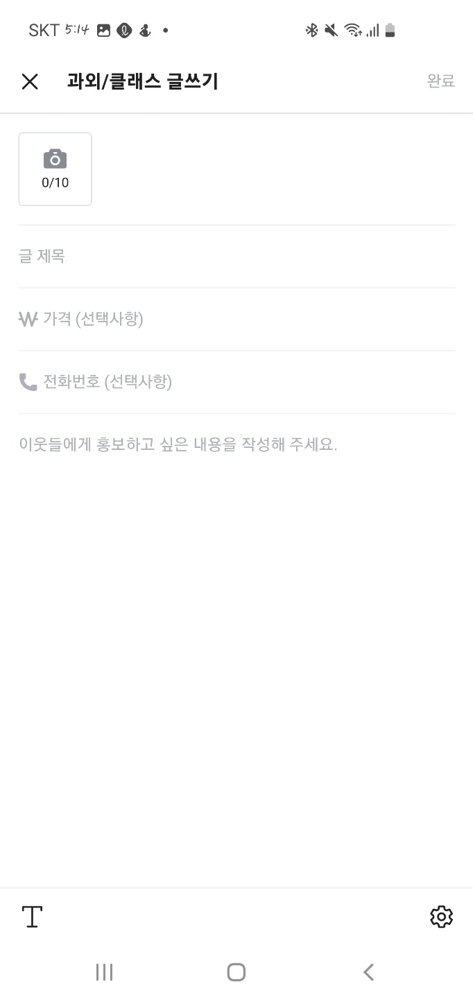 SKT 5:14
과외/클래스 글쓰기
완료
0/10
글 제목
₩ 가격 (선택사항)
전화번호 (선택사항)
이웃들에게 홍보하고 싶은 내용을 작성해 주세요.
T